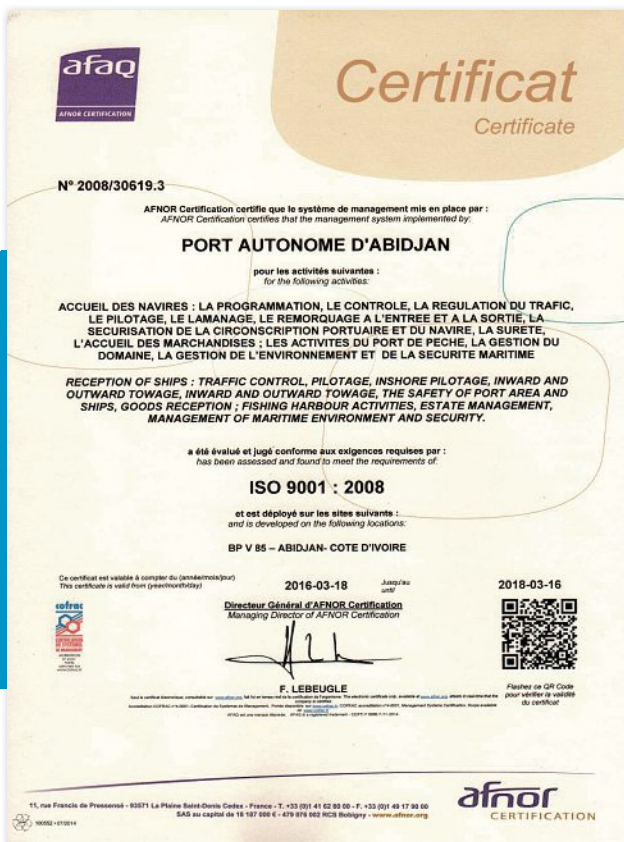 afaq
AFNOR CERTIFICATION
Certificat
Certificate
N° 2008/30619.3
AFNOR Certification certifie que le système de management mis en place par :
AFNOR Certification certifies that the management system implemented by:
PORT AUTONOME D'ABIDJAN
pour les activités suivantes :
for the following activities:
ACCUEIL DES NAVIRES : LA PROGRAMMATION, LE CONTROLE, LA REGULATION DU TRAFIC,
LE PILOTAGE, LE LAMANAGE, LE REMORQUAGE A L'ENTREE ET A LA SORTIE, LA
SECURISATION DE LA CIRCONSCRIPTION PORTUAIRE ET DU NAVIRE, LA SURETE,
L'ACCUEIL DES MARCHANDISES ; LES ACTIVITES DU PORT DE PECHE, LA GESTION DU
DOMAINE, LA GESTION DE L'ENVIRONNEMENT ET DE LA SECURITE MARITIME
RECEPTION OF SHIPS : TRAFFIC CONTROL, PILOTAGE, INSHORE PILOTAGE, INWARD AND
OUTWARD TOWAGE, INWARD AND OUTWARD TOWAGE, THE SAFETY OF PORT AREA AND
SHIPS, GOODS RECEPTION ; FISHING HARBOUR ACTIVITIES, ESTATE MANAGEMENT,
MANAGEMENT OF MARITIME ENVIRONMENT AND SECURITY.
a été évalué et jugé conforme aux exigences requises par :
has been assessed and found to meet the requirements of:
ISO 9001 : 2008
et est déployé sur les sites suivants :
and is developed on the following locations:
BP V 85 – ABIDJAN- COTE D'IVOIRE
Ce certificat est valable à compter du (année/mois/jour)
This certificate is valid from (year/month/day)
2016-03-18
Jusqu'au
until
2018-03-16
Directeur Général d'AFNOR Certification
Managing Director of AFNOR Certification
cofrac
F. LEBEUGLE
Flashez ce QR Code
pour vérifier la validité
du certificat
11, rue Francis de Pressensé - 93571 La Plaine Saint-Denis Cedex - France - T. +33 (0)1 41 62 80 00 - F. +33 (0)1 49 17 90 00
SAS au capital de 18 187 000 € - 479 076 002 RCS Bobigny - www.afnor.org
afnor
CERTIFICATION